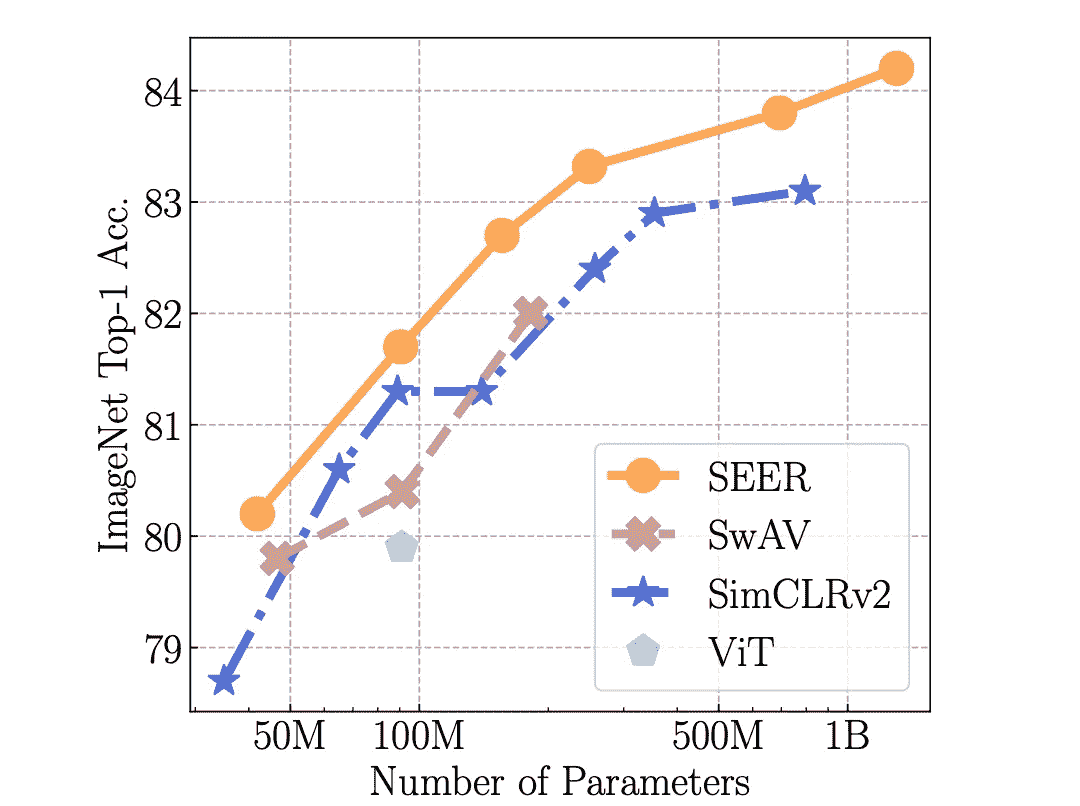 84
83
82
81
80
79
ImageNet Top-1 Acc.
SEER
SwAV
SimCLRv2
ViT
50M 100M 500M 1B
Number of Parameters